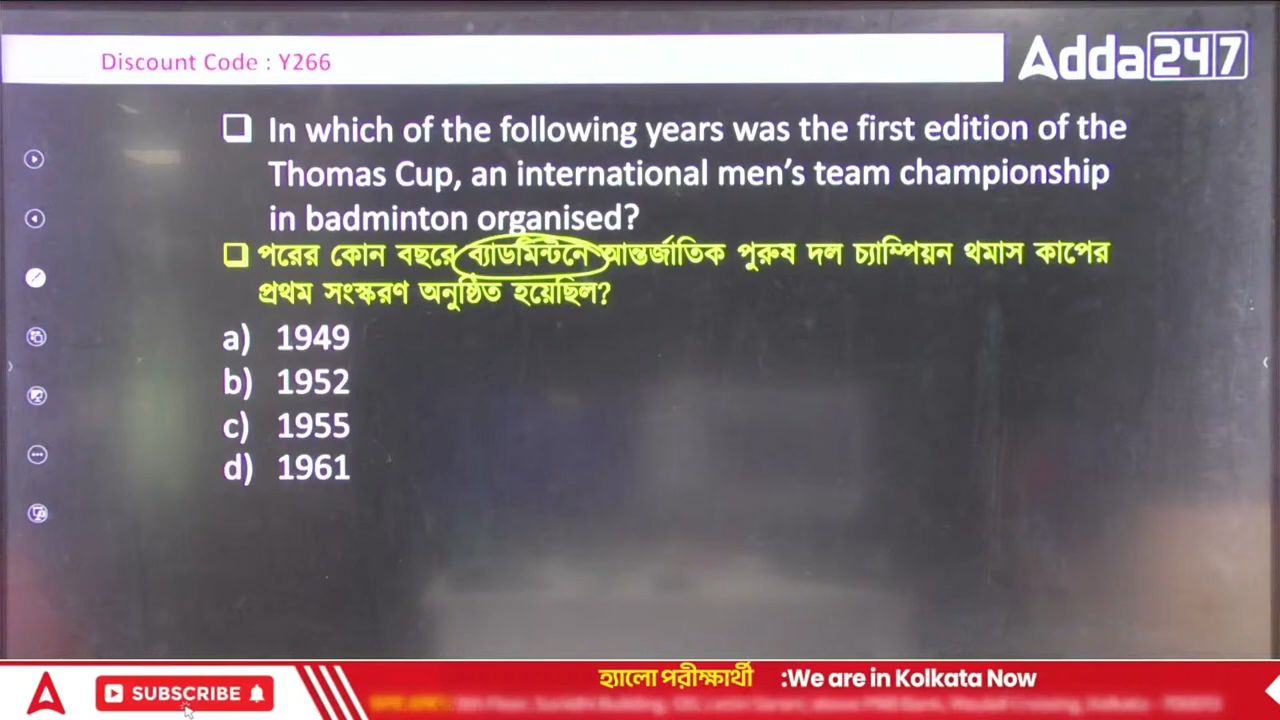 Discount Code : Y266
Adda247
❑ In which of the following years was the first edition of the
Thomas Cup, an international men's team championship
in badminton organised?
❑ পরের কোন বছরে ব্যাডমিন্টনে আন্তর্জাতিক পুরুষ দল চ্যাম্পিয়ন থমাস কাপের
প্রথম সংস্করণ অনুষ্ঠিত হয়েছিল?
a) 1949
b) 1952
c) 1955
d) 1961
হ্যালো পরীক্ষার্থী :We are in Kolkata Now
SUBSCRIBE